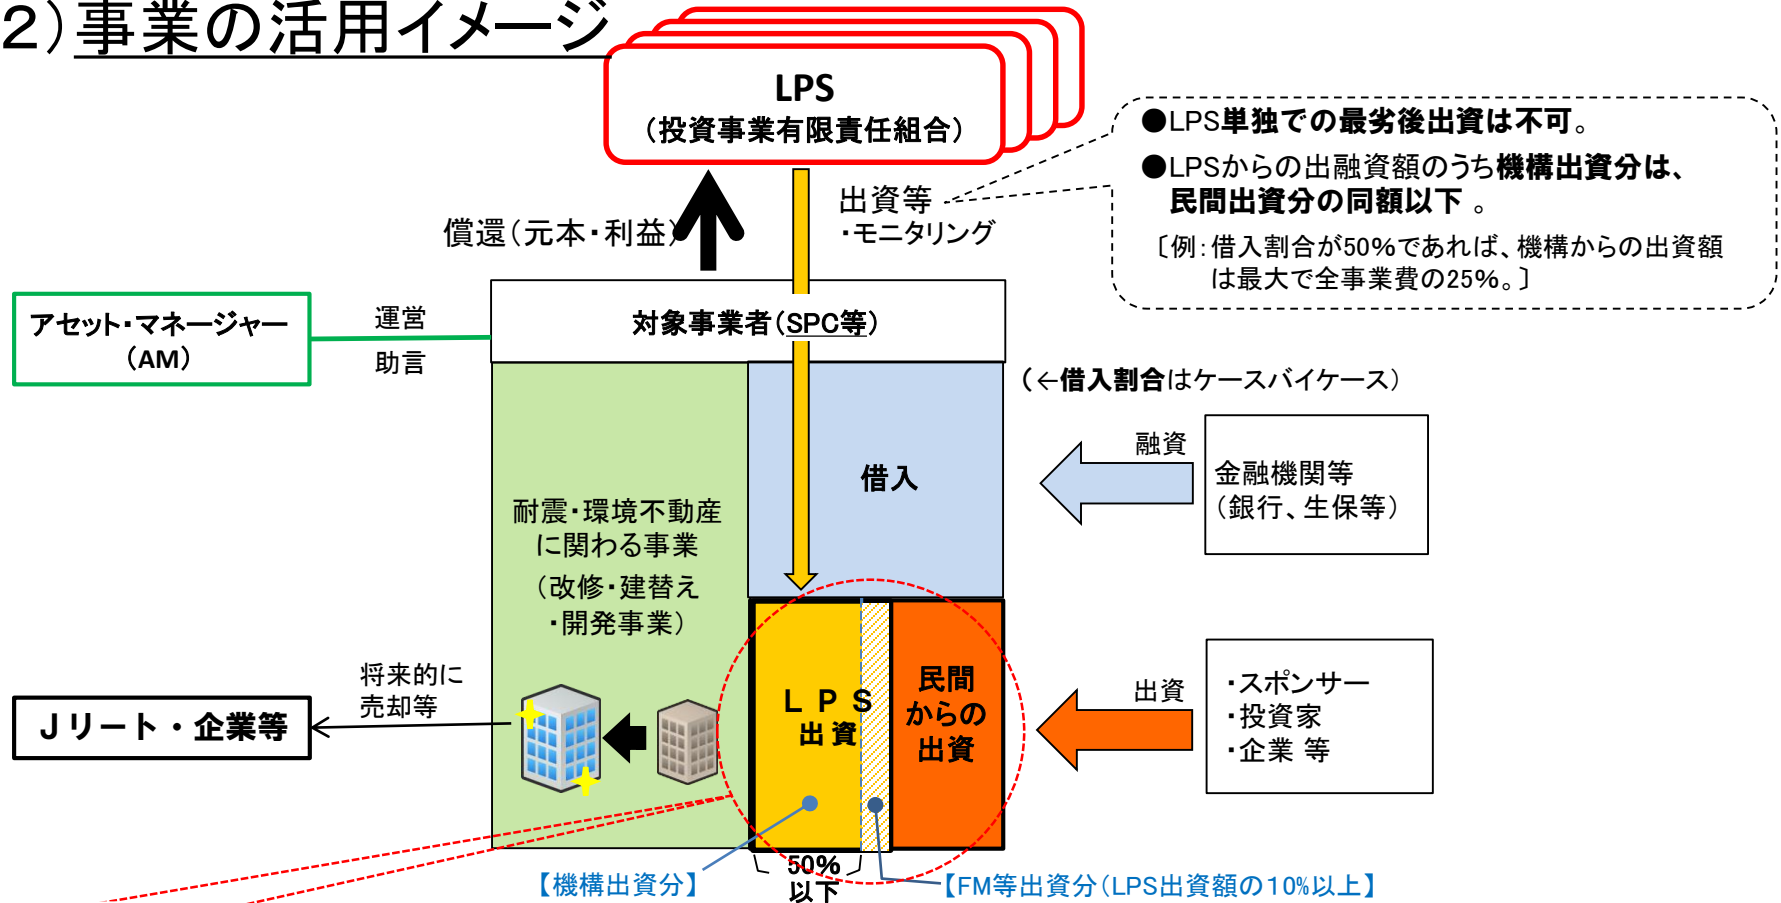 2）事業の活用イメージ
LPS
（投資事業有限責任組合）
●LPS単独での最劣後出資は不可。
●LPSからの出融資額のうち機構出資分は、
民間出資分の同額以下 。
〔例：借入割合が50％であれば、機構からの出資額
は最大で全事業費の25％。〕
償還（元本・利益）
出資等
・モニタリング
アセット・マネージャー
（AM）
運営
助言
対象事業者（SPC等）
（←借入割合はケースバイケース）
借入
融資
金融機関等
（銀行、生保等）
耐震・環境不動産
に関わる事業
（改修・建替え
・開発事業）
将来的に
売却等
Ｊリート・企業等
ＬＰＳ
出資
民間
からの
出資
出資
・スポンサー
・投資家
・企業 等
50％
以下
【機構出資分】
【FM等出資分（LPS出資額の10％以上】